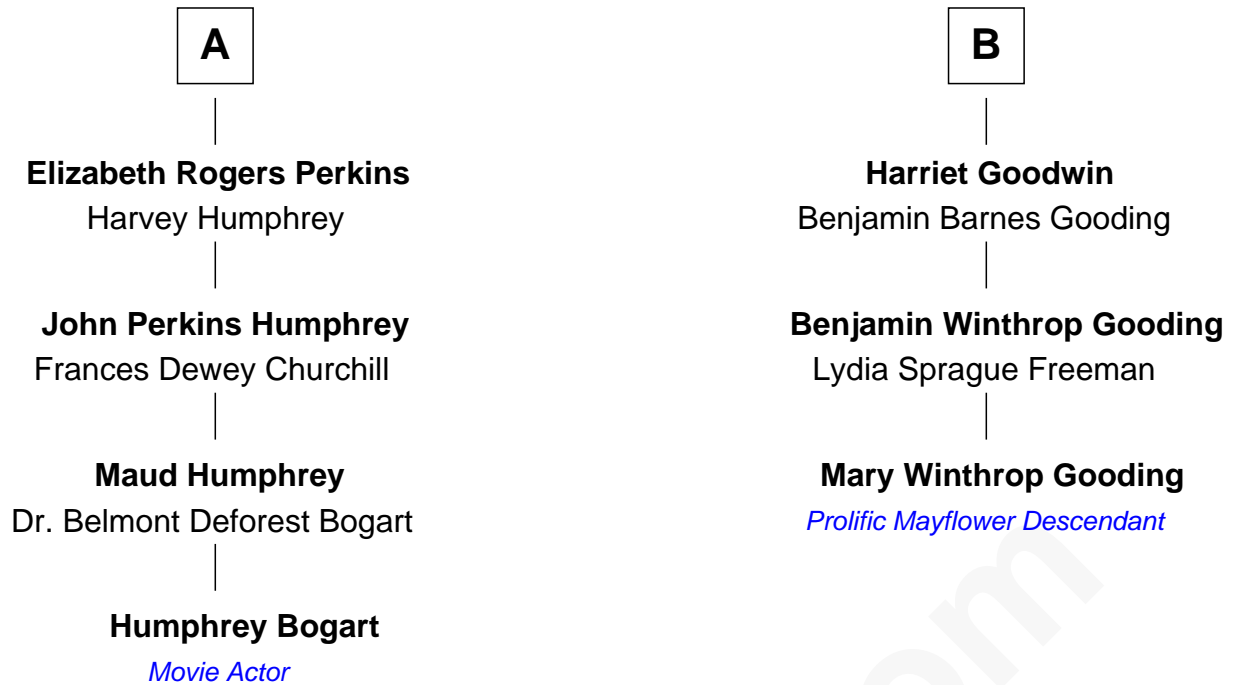 A
Elizabeth Rogers Perkins
Harvey Humphrey
John Perkins Humphrey
Frances Dewey Churchill
Maud Humphrey
Dr. Belmont Deforest Bogart
Humphrey Bogart
Movie Actor
B
Harriet Goodwin
Benjamin Barnes Gooding
Benjamin Winthrop Gooding
Lydia Sprague Freeman
Mary Winthrop Gooding
Prolific Mayflower Descendant
om